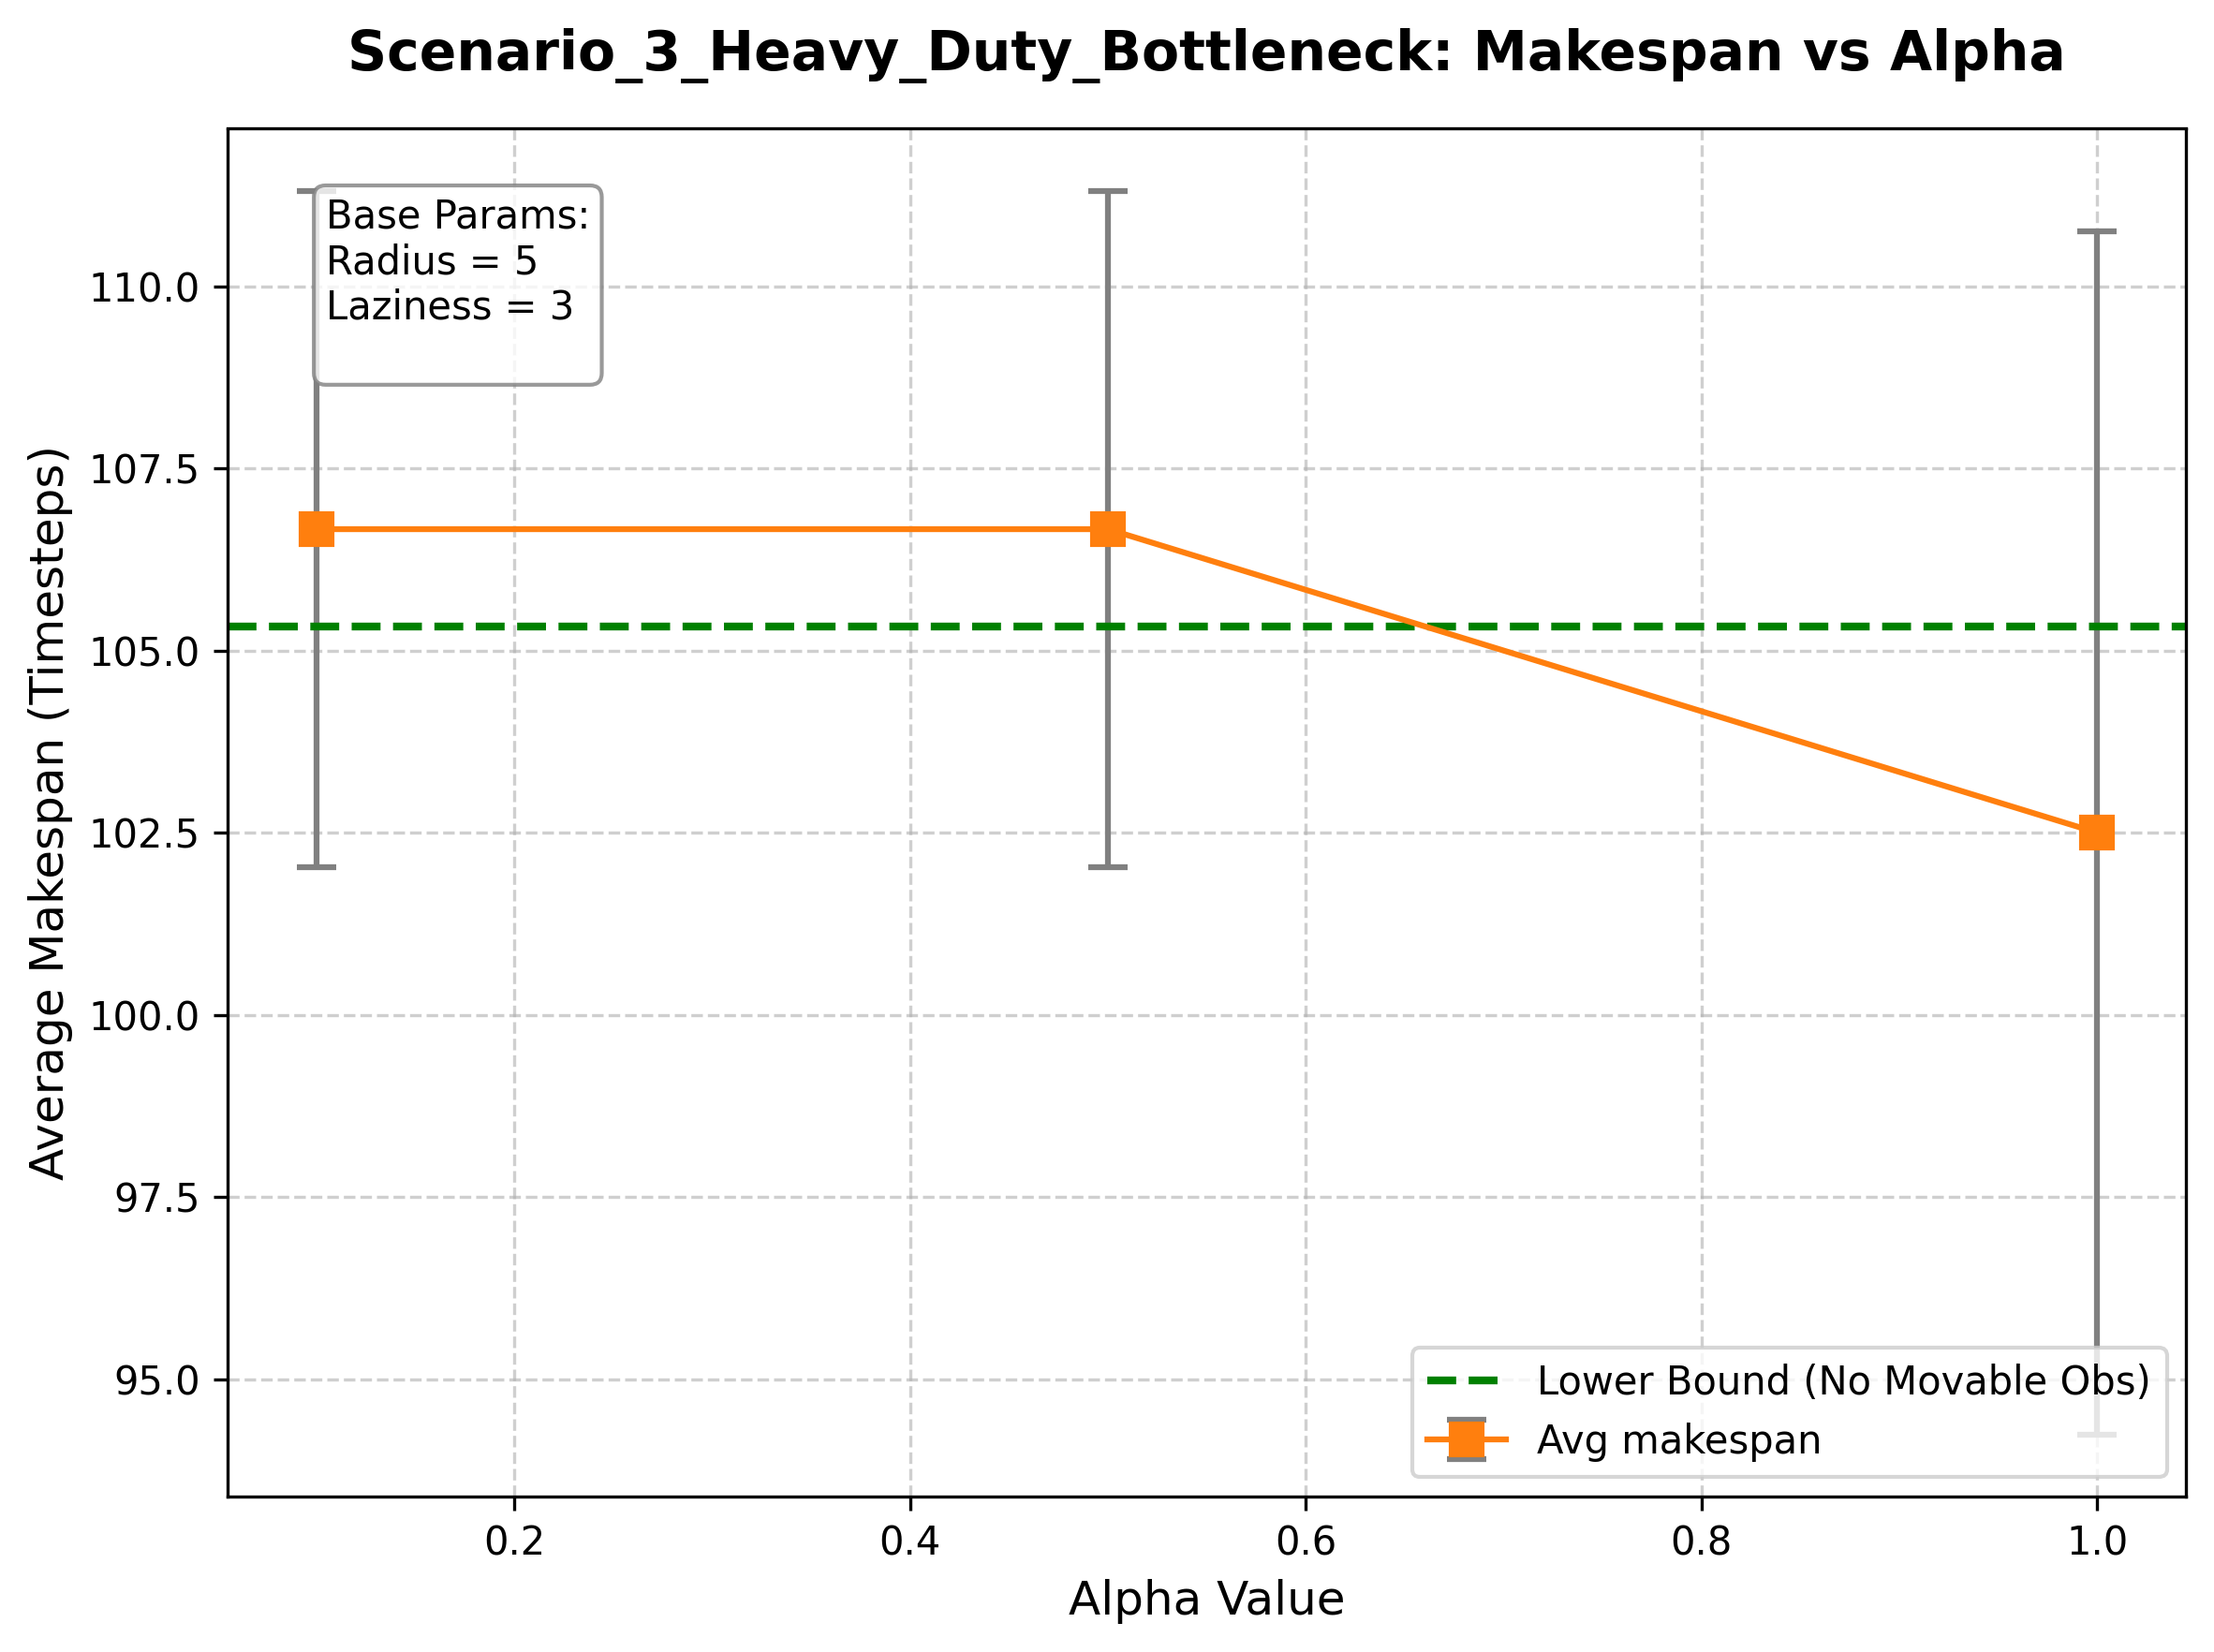 Scenario_3_Heavy_Duty_Bottleneck: Makespan vs Alpha
Base Params:
Radius = 5
Laziness = 3
Average Makespan (Timesteps)
110.0
107.5
105.0
102.5
100.0
97.5
95.0
Lower Bound (No Movable Obs)
Avg makespan
0.2
0.4
0.6
0.8
1.0
Alpha Value